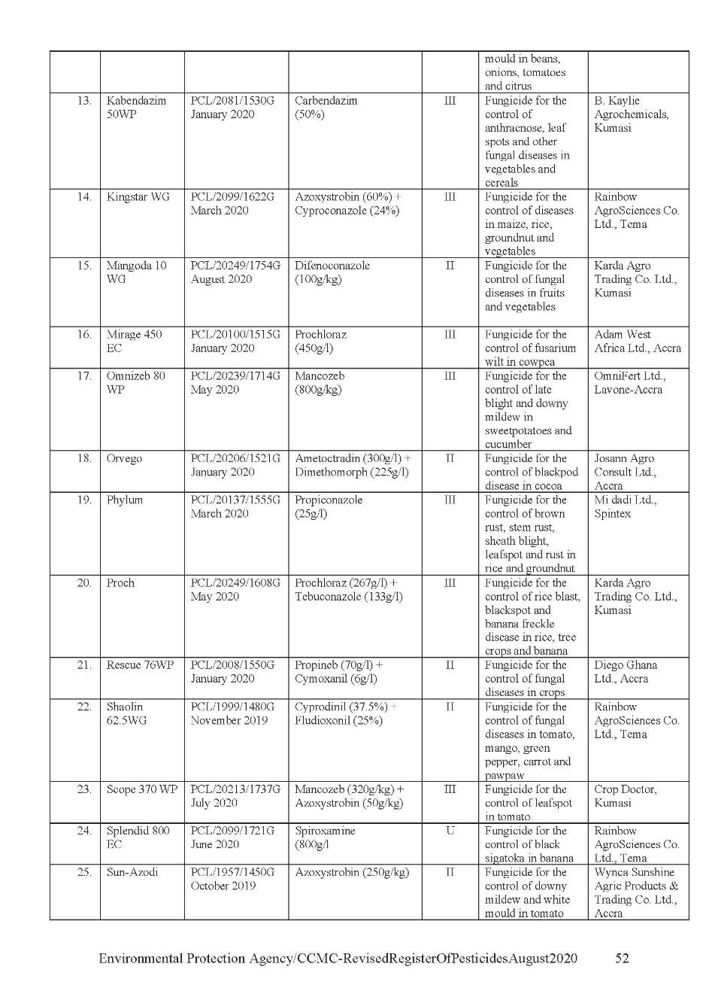 mould in beans,
onions, tomatoes
and citrus
13. Kabendazim 50WP PCL/2081/1530G January 2020 Carbendazim (50%) III Fungicide for the control of anthracnose, leaf spots and other fungal diseases in vegetables and cereals B. Kaylie Agrochemicals, Kumasi
14. Kingstar WG PCL/2099/1622G March 2020 Azoxystrobin (60%) + Cyproconazole (24%) III Fungicide for the control of diseases in maize, rice, groundnut and vegetables Rainbow AgroSciences Co. Ltd., Tema
15. Mangoda 10 WG PCL/20249/1754G August 2020 Difenoconazole (100g/kg) II Fungicide for the control of fungal diseases in fruits and vegetables Karda Agro Trading Co. Ltd., Kumasi
16. Mirage 450 EC PCL/20100/1515G January 2020 Prochloraz (450g/l) III Fungicide for the control of fusarium wilt in cowpea Adam West Africa Ltd., Accra
17. Omnizeb 80 WP PCL/20239/1714G May 2020 Mancozeb (800g/kg) III Fungicide for the control of late blight and downy mildew in sweetpotatoes and cucumber OmniFert Ltd., Lavone-Accra
18. Orvego PCL/20206/1521G January 2020 Ametoctradin (300g/l) + Dimethomorph (225g/l) II Fungicide for the control of blackpod disease in cocoa Josann Agro Consult Ltd., Accra
19. Phylum PCL/20137/1555G March 2020 Propiconazole (25g/l) III Fungicide for the control of brown rust, stem rust, sheath blight, leafspot and rust in rice and groundnut Mi dadi Ltd., Spintex
20. Proch PCL/20249/1608G May 2020 Prochloraz (267g/l) + Tebuconazole (133g/l) III Fungicide for the control of rice blast, blackspot and banana freckle disease in rice, tree crops and banana Karda Agro Trading Co. Ltd., Kumasi
21. Rescue 76WP PCL/2008/1550G January 2020 Propineb (70g/l) + Cymoxanil (6g/l) II Fungicide for the control of fungal diseases in crops Diego Ghana Ltd., Accra
22. Shaolin 62.5WG PCL/1999/1480G November 2019 Cyprodinil (37.5%) + Fludioxonil (25%) II Fungicide for the control of fungal diseases in tomato, mango, green pepper, carrot and pawpaw Rainbow AgroSciences Co. Ltd., Tema
23. Scope 370 WP PCL/20213/1737G July 2020 Mancozeb (320g/kg) + Azoxystrobin (50g/kg) III Fungicide for the control of leafspot in tomato Crop Doctor, Kumasi
24. Splendid 800 EC PCL/2099/1721G June 2020 Spiroxamine (800g/l U Fungicide for the control of black sigatoka in banana Rainbow AgroSciences Co. Ltd., Tema
25. Sun-Azodi PCL/1957/1450G October 2019 Azoxystrobin (250g/kg) II Fungicide for the control of downy mildew and white mould in tomato Wynca Sunshine Agric Products & Trading Co. Ltd., Accra
Environmental Protection Agency/CCMC-RevisedRegisterOfPesticidesAugust2020 52